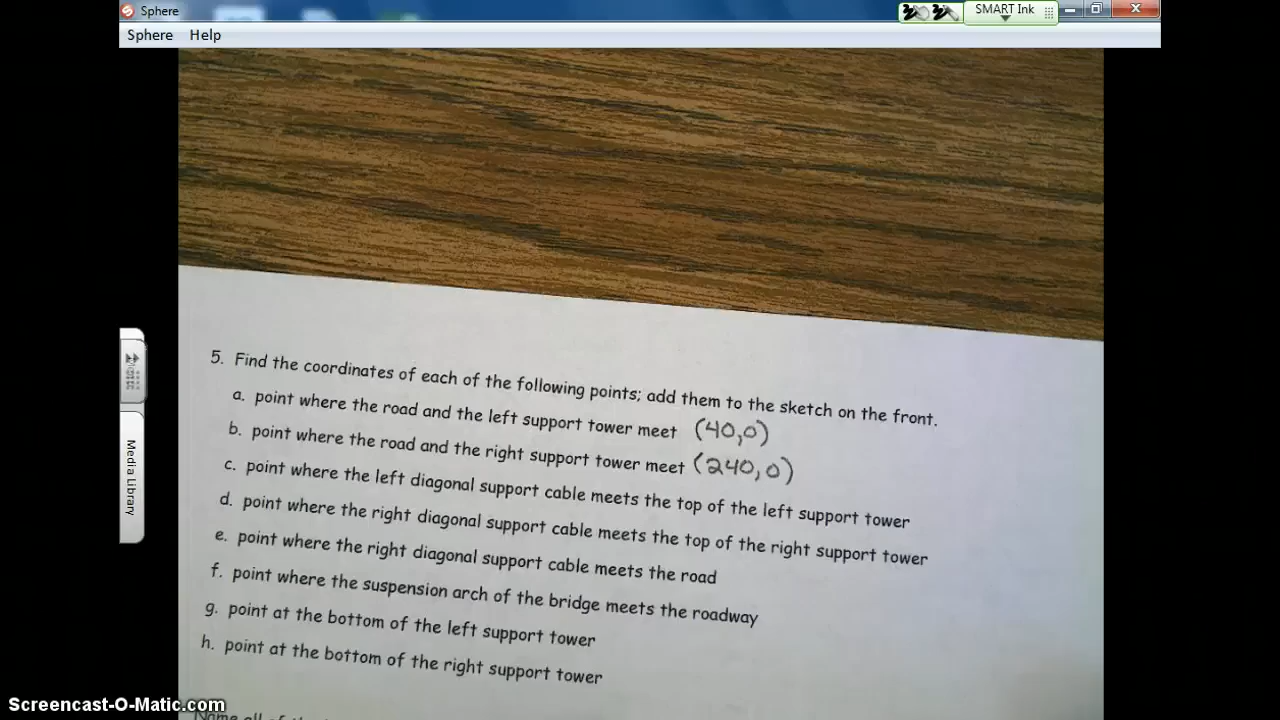 Sphere
SMART Ink
Sphere Help
5. Find the coordinates of each of the following points; add them to the sketch on the front.
a. point where the road and the left support tower meet (40,0)
b. point where the road and the right support tower meet (240,0)
c. point where the left diagonal support cable meets the top of the left support tower
d. point where the right diagonal support cable meets the top of the right support tower
e. point where the right diagonal support cable meets the road
f. point where the suspension arch of the bridge meets the roadway
g. point at the bottom of the left support tower
h. point at the bottom of the right support tower
Media Library
Screencast-O-Matic.com